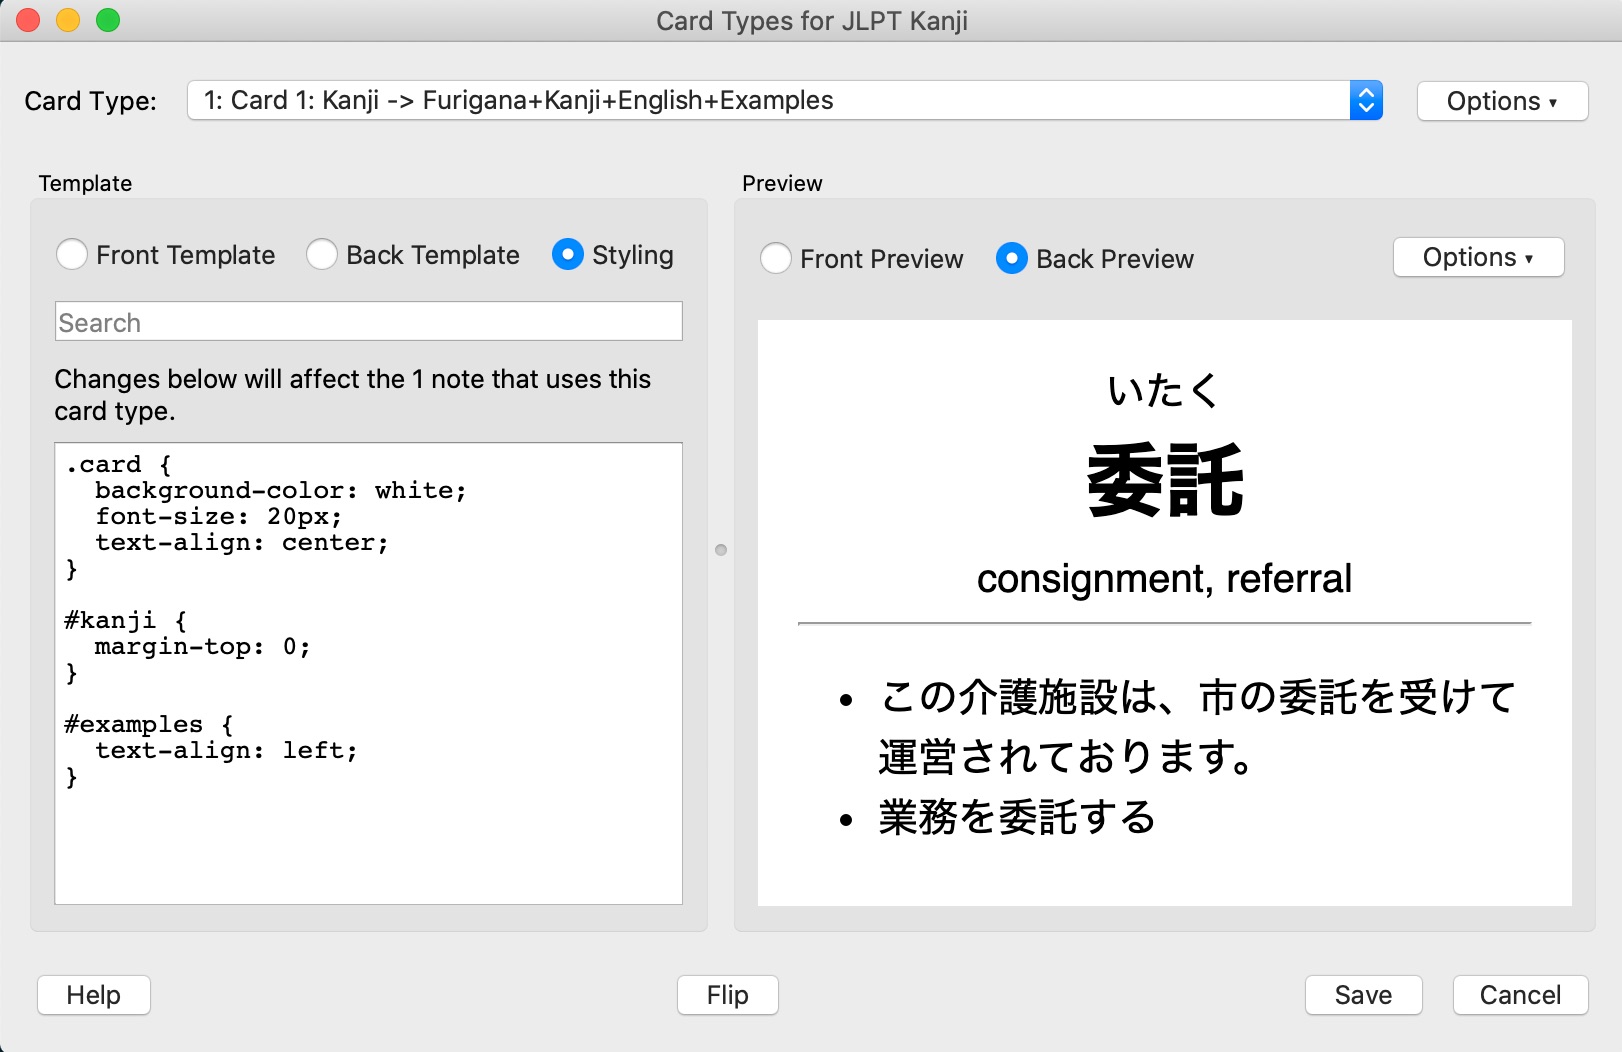 Card Types for JLPT Kanji
Card Type: 1: Card 1: Kanji -> Furigana+Kanji+English+Examples Options ▾
Template
Front Template Back Template Styling
Search
Changes below will affect the 1 note that uses this
card type.
.card {
  background-color: white;
  font-size: 20px;
  text-align: center;
}
#kanji {
  margin-top: 0;
}
#examples {
  text-align: left;
}
Preview
Front Preview Back Preview Options ▾
いたく
委託
consignment, referral
• この介護施設は、市の委託を受けて
運営されております。
• 業務を委託する
Help Flip Save Cancel